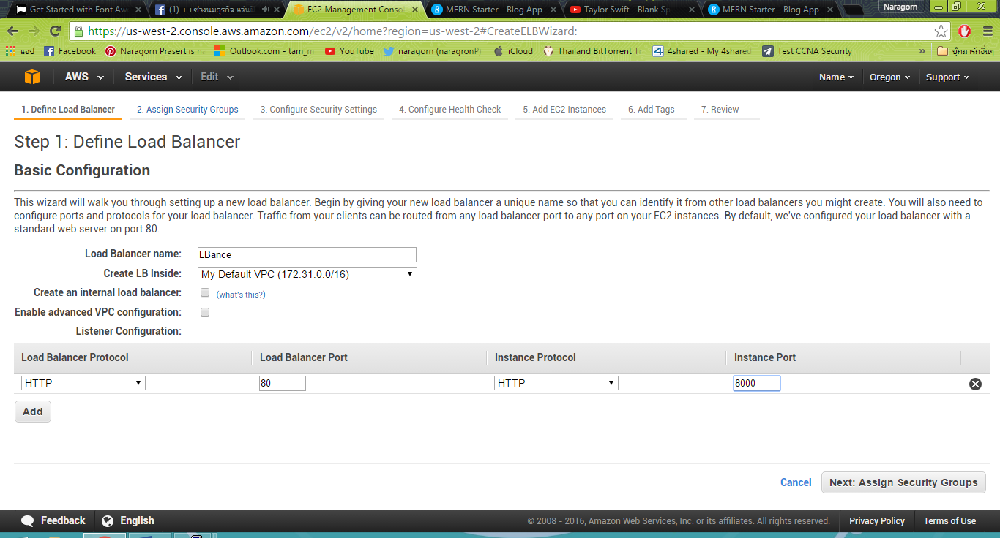 Get Started with Font Aw
(1) ++ช่วงนมธุรกิจ
EC2 Management Conso
MERN Starter - Blog App
Taylor Swift - Blank Sp
MERN Starter - Blog App
Naragorn
https://us-west-2.console.aws.amazon.com/ec2/v2/home?region=us-west-2#CreateELBWizard:
แอป
Facebook
Naragorn Prasert is na
Outlook.com - tam_m
YouTube
naragorn (naragronP)
iCloud
Thailand BitTorrent T
4shared - My 4shared
Test CCNA Security
»
บุ๊กมาร์กอื่นๆ
AWS
Services
Edit
Name
Oregon
Support
1. Define Load Balancer
2. Assign Security Groups
3. Configure Security Settings
4. Configure Health Check
5. Add EC2 Instances
6. Add Tags
7. Review
Step 1: Define Load Balancer
Basic Configuration
This wizard will walk you through setting up a new load balancer. Begin by giving your new load balancer a unique name so that you can identify it from other load balancers you might create. You will also need to
configure ports and protocols for your load balancer. Traffic from your clients can be routed from any load balancer port to any port on your EC2 instances. By default, we've configured your load balancer with a
standard web server on port 80.
Load Balancer name: LBance
Create LB Inside: My Default VPC (172.31.0.0/16)
Create an internal load balancer: (what's this?)
Enable advanced VPC configuration:
Listener Configuration:
Load Balancer Protocol Load Balancer Port Instance Protocol Instance Port
HTTP 80 HTTP 8000
Add
Cancel
Next: Assign Security Groups
Feedback
English
© 2008 - 2016, Amazon Web Services, Inc. or its affiliates. All rights reserved.
Privacy Policy
Terms of Use